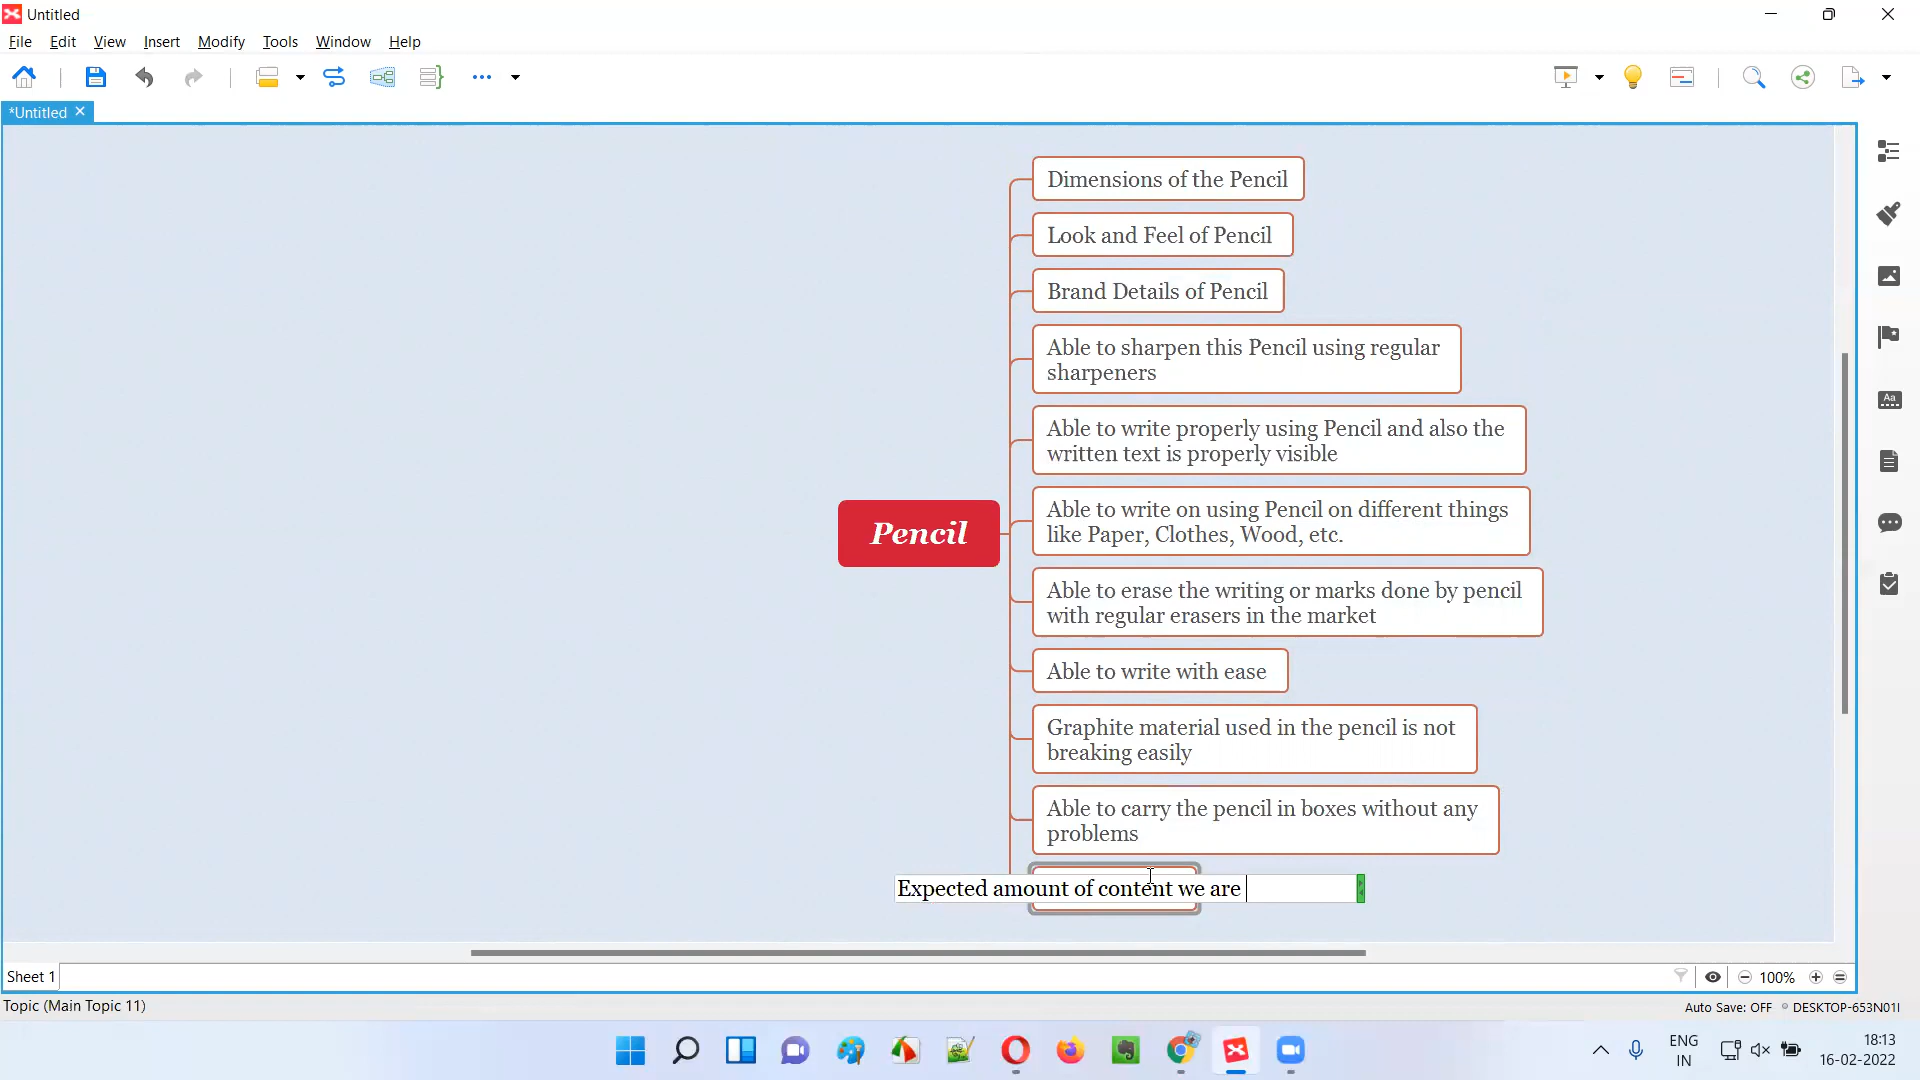 Untitled
File Edit View Insert Modify Tools Window Help
*Untitled
Dimensions of the Pencil
Look and Feel of Pencil
Brand Details of Pencil
Able to sharpen this Pencil using regular
sharpeners
Able to write properly using Pencil and also the
written text is properly visible
Pencil
Able to write on using Pencil on different things
like Paper, Clothes, Wood, etc.
Able to erase the writing or marks done by pencil
with regular erasers in the market
Able to write with ease
Graphite material used in the pencil is not
breaking easily
Able to carry the pencil in boxes without any
problems
Expected amount of content we are
Aa
Sheet 1
100%
Topic (Main Topic 11)
Auto Save: OFF
DESKTOP-653N01I
ENG
IN
18:13
16-02-2022